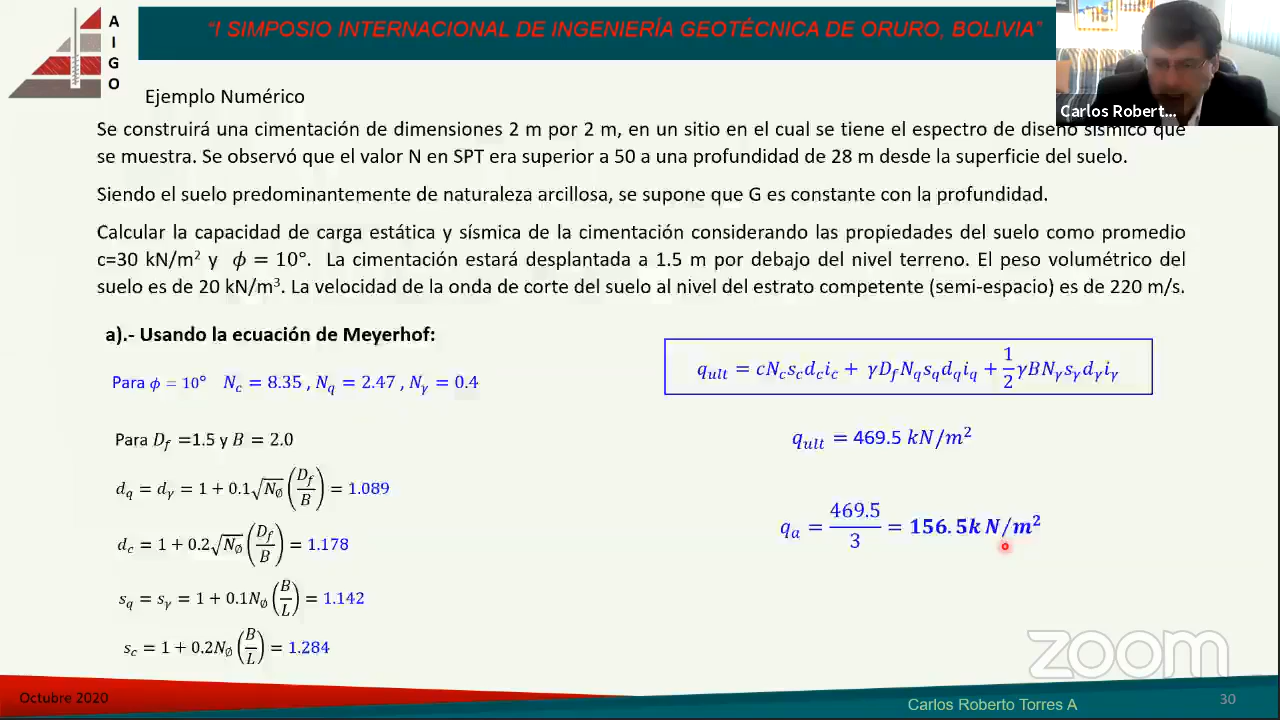 A
I
G
O
“I SIMPOSIO INTERNACIONAL DE INGENIERÍA GEOTÉCNICA DE ORURO, BOLIVIA”
Carlos Robert...
Ejemplo Numérico
Se construirá una cimentación de dimensiones 2 m por 2 m, en un sitio en el cual se tiene el espectro de diseño sísmico que
se muestra. Se observó que el valor N en SPT era superior a 50 a una profundidad de 28 m desde la superficie del suelo.
Siendo el suelo predominantemente de naturaleza arcillosa, se supone que G es constante con la profundidad.
Calcular la capacidad de carga estática y sísmica de la cimentación considerando las propiedades del suelo como promedio
c=30 kN/m² y ϕ = 10°. La cimentación estará desplantada a 1.5 m por debajo del nivel terreno. El peso volumétrico del
suelo es de 20 kN/m³. La velocidad de la onda de corte del suelo al nivel del estrato competente (semi-espacio) es de 220 m/s.
a).- Usando la ecuación de Meyerhof:
Para ϕ = 10° N_c = 8.35 , N_q = 2.47 , N_γ = 0.4
Para D_f =1.5 y B = 2.0
d_q = d_γ = 1 + 0.1√N_∅ (D_f/B) = 1.089
d_c = 1 + 0.2√N_∅ (D_f/B) = 1.178
s_q = s_γ = 1 + 0.1N_∅ (B/L) = 1.142
s_c = 1 + 0.2N_∅ (B/L) = 1.284
q_ult = cN_c s_c d_c i_c + γD_f N_q s_q d_q i_q + 1/2 γBN_γ s_γ d_γ i_γ
q_ult = 469.5 kN/m²
q_a = 469.5/3 = 156.5k N/m²
zoom
Octubre 2020
Carlos Roberto Torres A
30